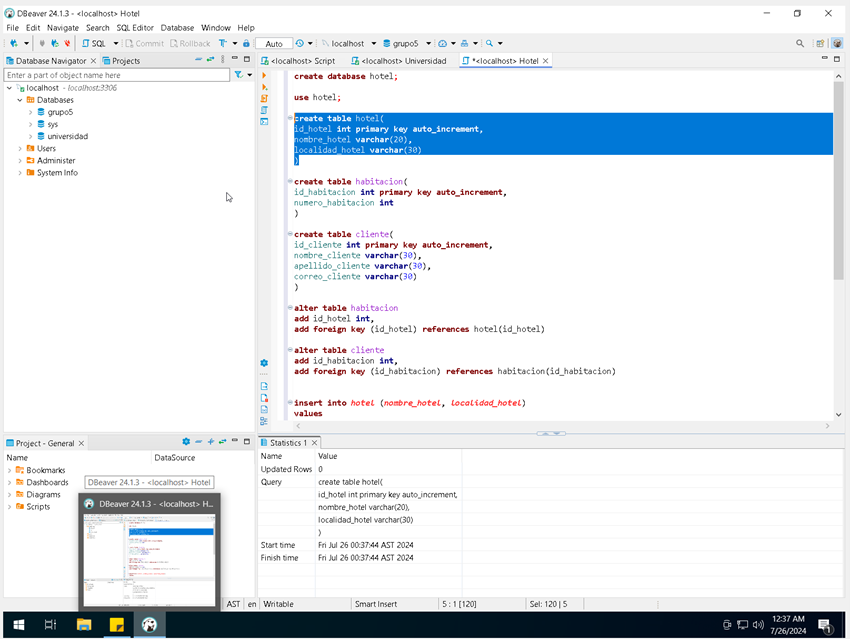 DBeaver 24.1.3 - <localhost> Hotel
File Edit Navigate Search SQL Editor Database Window Help
SQL Commit Rollback Auto localhost grupo5
Database Navigator Projects
Enter a part of object name here
localhost - localhost:3306
Databases
grupo5
sys
universidad
Users
Administer
System Info
<localhost> Script <localhost> Universidad *<localhost> Hotel
create database hotel;
use hotel;
create table hotel(
id_hotel int primary key auto_increment,
nombre_hotel varchar(20),
localidad_hotel varchar(30)
)
create table habitacion(
id_habitacion int primary key auto_increment,
numero_habitacion int
)
create table cliente(
id_cliente int primary key auto_increment,
nombre_cliente varchar(30),
apellido_cliente varchar(30),
correo_cliente varchar(30)
)
alter table habitacion
add id_hotel int,
add foreign key (id_hotel) references hotel(id_hotel)
alter table cliente
add id_habitacion int,
add foreign key (id_habitacion) references habitacion(id_habitacion)
insert into hotel (nombre_hotel, localidad_hotel)
values
Project - General
Name DataSource
Bookmarks
Dashboards
Diagrams
Scripts
DBeaver 24.1.3 - <localhost> Hotel
DBeaver 24.1.3 - <localhost> H...
Statistics 1
Name Value
Updated Rows 0
Query create table hotel(
id_hotel int primary key auto_increment,
nombre_hotel varchar(20),
localidad_hotel varchar(30)
)
Start time Fri Jul 26 00:37:44 AST 2024
Finish time Fri Jul 26 00:37:44 AST 2024
AST en Writable Smart Insert 5 : 1 [120] Sel: 120 | 5
12:37 AM
7/26/2024
1